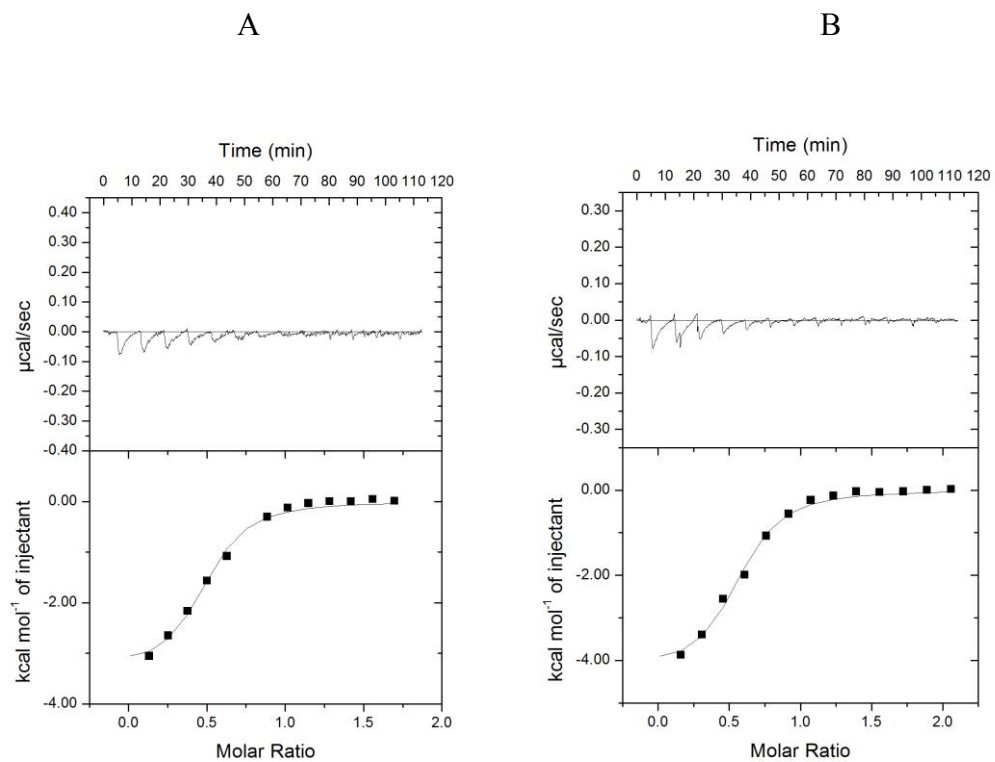 A
B
Time (min)
0 10 20 30 40 50 60 70 80 90 100 110 120
0.40
0.30
0.20
0.10
0.00
-0.10
-0.20
-0.30
-0.40
µcal/sec
0.00
-2.00
-4.00
kcal mol⁻¹ of injectant
0.0 0.5 1.0 1.5 2.0
Molar Ratio
Time (min)
0 10 20 30 40 50 60 70 80 90 100 110 120
0.30
0.20
0.10
0.00
-0.10
-0.20
-0.30
µcal/sec
0.00
-2.00
-4.00
kcal mol⁻¹ of injectant
0.0 0.5 1.0 1.5 2.0
Molar Ratio